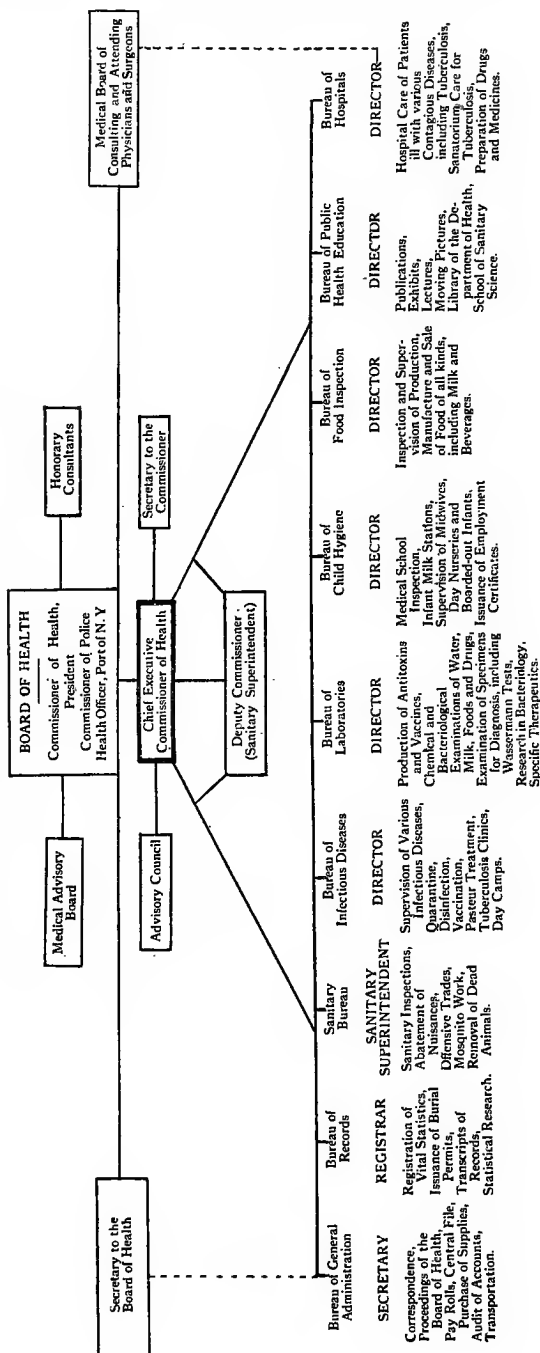 Secretary to the
Board of Health
Medical Advisory
Board
BOARD OF HEALTH
Commissioner of Health,
President
Commissioner of Police
Health Officer, Port of N. Y
Honorary
Consultants
Medical Board of
Consulting and Attending
Physicians and Surgeons
Advisory Council
Chief Executive
Commissioner of Health
Secretary to the
Commissioner
Deputy Commissioner.
(Sanitary Superintendent)
Bureau of General
Administration
SECRETARY
Correspondence,
Proceedings of the
Board of Health,
Pay Rolls, Central File,
Purchase of Supplies,
Audit of Accounts,
Transportation.
Bureau of
Records
REGISTRAR
Registration of
Vital Statistics,
Issuance of Burial
Permits,
Transcripts of
Records,
Statistical Research.
Sanitary
Bureau
SANITARY
SUPERINTENDENT
Sanitary Inspections,
Abatement of
Nuisances,
Offensive Trades,
Mosquito Work,
Removal of Dead
Animals.
Bureau of
Infectious Diseases
DIRECTOR
Supervision of Various
Infectious Diseases,
Quarantine,
Disinfection,
Vaccination,
Pasteur Treatment,
Tuberculosis Clinics,
Day Camps.
Bureau of
Laboratories
DIRECTOR
Production of Antitoxins
and Vaccines,
Chemical and
Bacteriological
Examinations of Water,
Milk, Foods and Drugs,
Examination of Specimens
for Diagnosis, including
Wassermann Tests,
Research in Bacteriology,
Specific Therapeutics.
Bureau of
Child Hygiene
DIRECTOR
Medical School
Inspection,
Infant Milk Stations,
Supervision of Midwives,
Day Nurseries and
Boarded-out Infants.
Issuance of Employment
Certificates.
Bureau of
Food Inspection
DIRECTOR
Inspection and Super-
vision of Production,
Manufacture and Sale
of Food of all kinds,
including Milk and
Beverages.
Bureau of Public
Health Education
DIRECTOR
Publications,
Exhibits,
Lectures,
Moving Pictures,
Library of the De-
partment of Health,
School of Sanitary
Science.
Bureau of
Hospitals
DIRECTOR
Hospital Care of Patients
ill with various
Contagious Diseases,
including Tuberculosis,
Sanatorium Care for
Tuberculosis,
Preparation of Drugs
and Medicines.